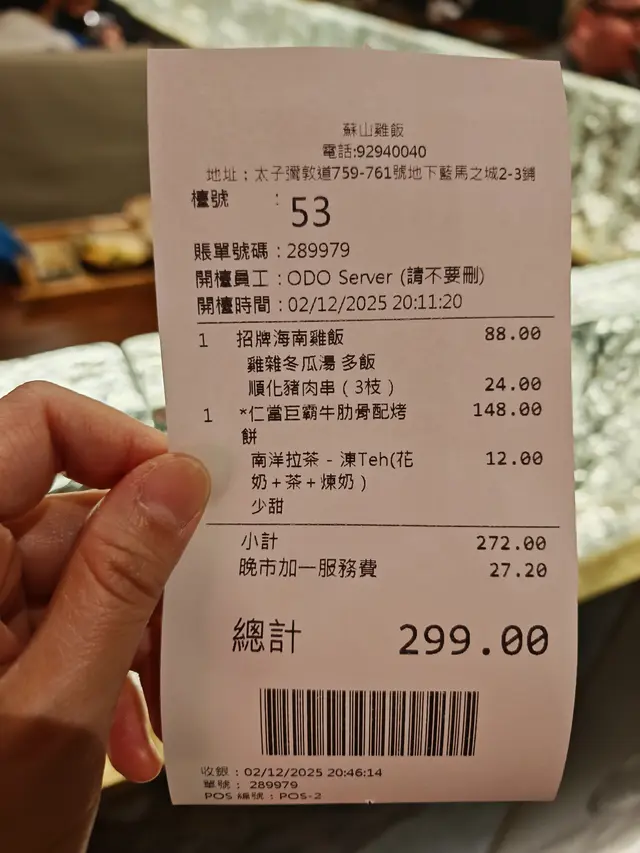 蘇山雞飯
電話:92940040
地址：太子彌敦道759-761號地下藍馬之城2-3鋪
檯號 : 53
賬單號碼：289979
開檯員工：ODO Server (請不要刪)
開檯時間：02/12/2025 20:11:20
1 招牌海南雞飯 88.00
雞雜冬瓜湯 多飯
順化豬肉串（3枝） 24.00
1 *仁當巨霸牛肋骨配烤 148.00
餅
南洋拉茶 - 凍Teh(花 12.00
奶＋茶＋煉奶）
少甜
小計 272.00
晚市加一服務費 27.20
總計 299.00
收銀：02/12/2025 20:46:14
單號： 289979
POS 編號：POS-2